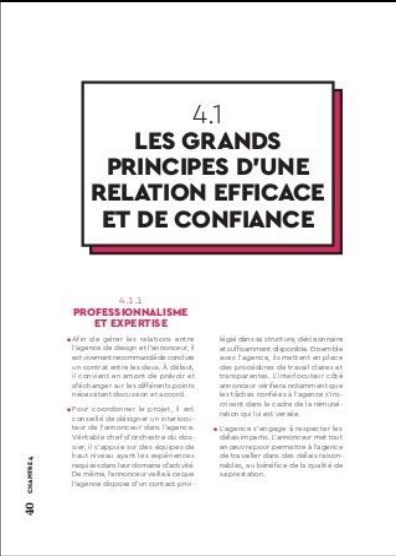 4.1
LES GRANDS
PRINCIPES D'UNE
RELATION EFFICACE
ET DE CONFIANCE
4.1.1
PROFESSIONNALISME
ET EXPERTISE
Afin de gérer les relations entre
l'agence de design et l'annonceur, il
est vivement recommandé de conclure
un contrat entre les deux. À défaut,
il convient en amont de prévoir et
d'échanger sur les différents points
nécessitant discussion et accord.
Pour coordonner le projet, il est
conseillé de désigner un interlocu-
teur de l'annonceur dans l'agence.
Véritable chef d'orchestre du dos-
sier, il s'appuie sur des équipes de
haut niveau ayant les expériences
requises dans leur domaine d'activité.
De même, l'annonceur veille à ce que
l'agence dispose d'un contact privi-
légié dans sa structure, décisionnaire
et suffisamment disponible. Ensemble
avec l'agence, ils mettent en place
des procédures de travail claires et
transparentes. L'interlocuteur côté
annonceur vérifiera notamment que
les tâches confiées à l'agence s'ins-
crivent dans le cadre de la rémuné-
ration qui lui est versée.
L'agence s'engage à respecter les
délais impartis. L'annonceur met tout
en œuvre pour permettre à l'agence
de travailler dans des délais raison-
nables, au bénéfice de la qualité de
sa prestation.
40 CHAPITRE 4